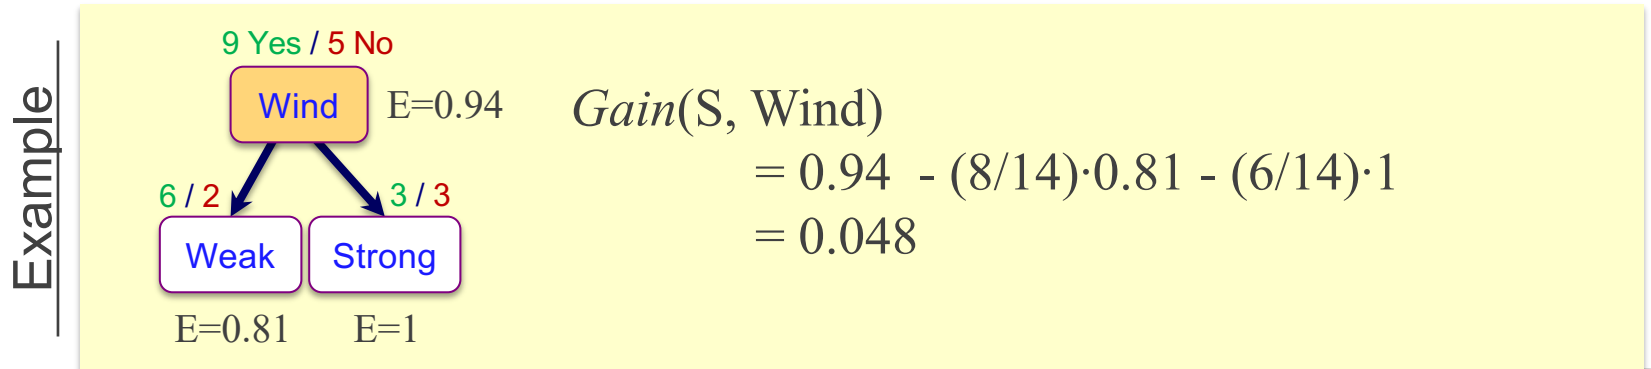 Example
9 Yes / 5 No
Wind
E=0.94
6 / 2
3 / 3
Weak
Strong
E=0.81
E=1
Gain(S, Wind)
= 0.94 - (8/14)·0.81 - (6/14)·1
= 0.048